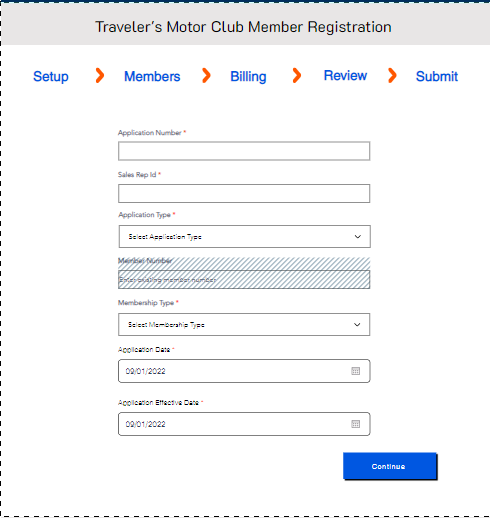 Traveler's Motor Club Member Registration
Setup Members Billing Review Submit
Application Number *
Sales Rep Id *
Application Type *
Select Application Type
Member Number
Enter existing member number
Membership Type *
Select Membership Type
Application Date *
09/01/2022
Application Effective Date *
09/01/2022
Continue